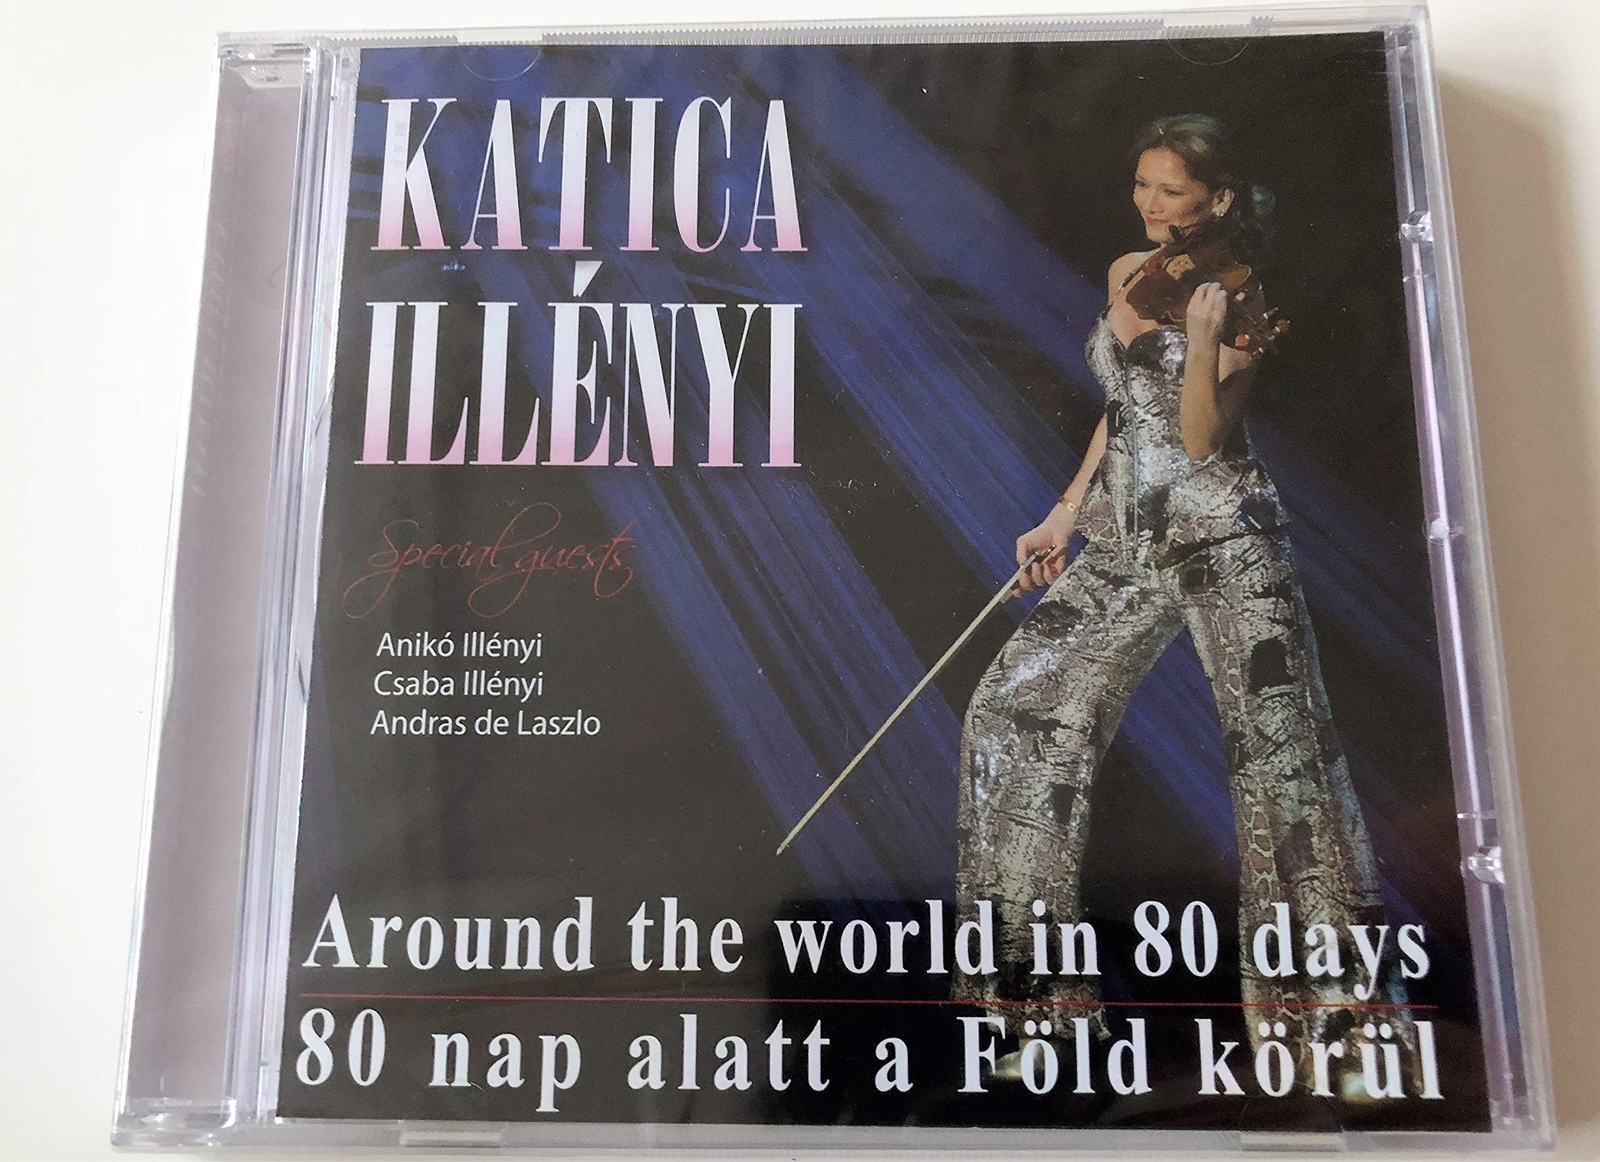 KATICA
ILLÉNYI
Special guests
Anikó Illényi
Csaba Illényi
Andras de Laszlo
Around the world in 80 days
80 nap alatt a Föld körül